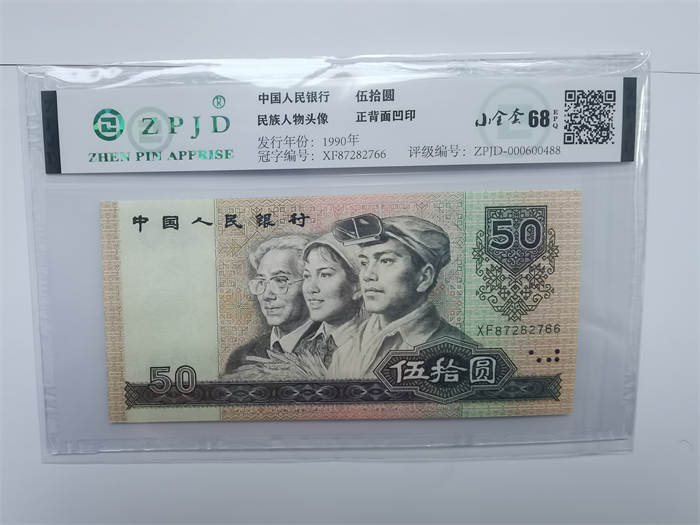 ZPJD ®
ZHEN PIN APPRISE
中国人民银行 伍拾圆
民族人物头像 正背面凹印
发行年份：1990年
冠字编号：XF87282766 评级编号：ZPJD-000600488
小全套 68 EPQ
中国人民银行
50
XF87282766
50
伍拾圆